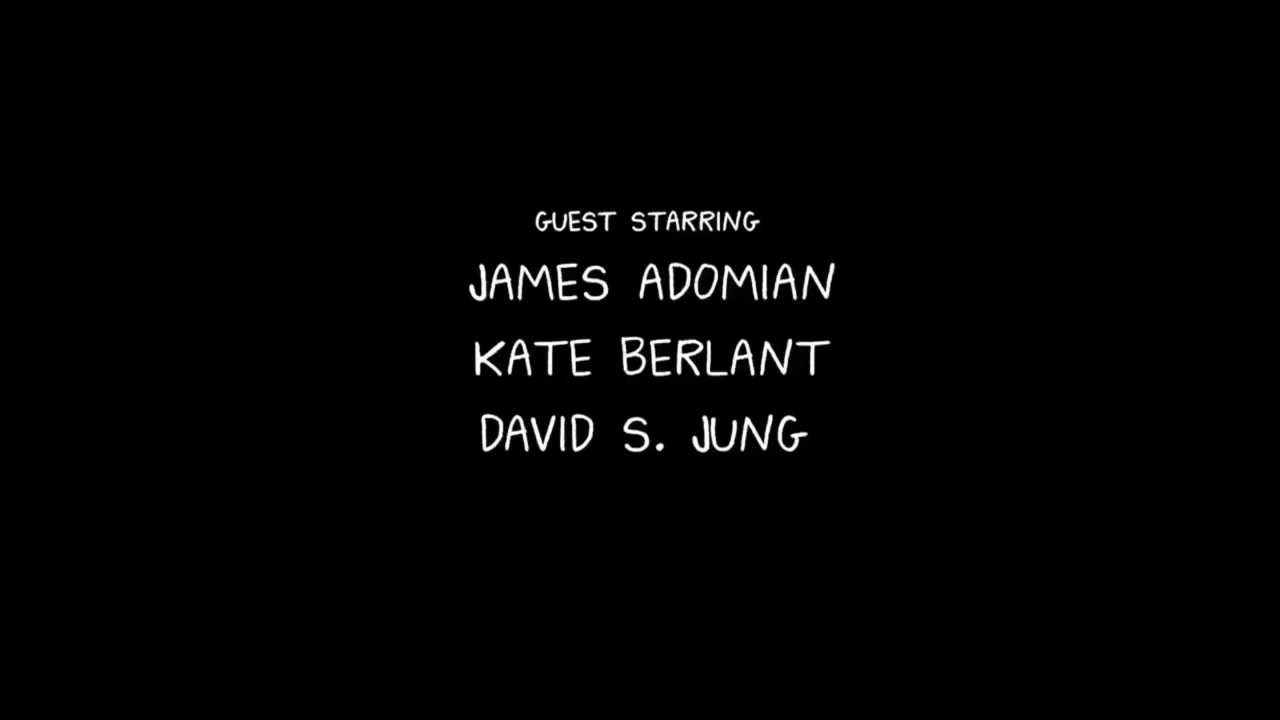 GUEST STARRING
JAMES ADOMIAN
KATE BERLANT
DAVID S. JUNG